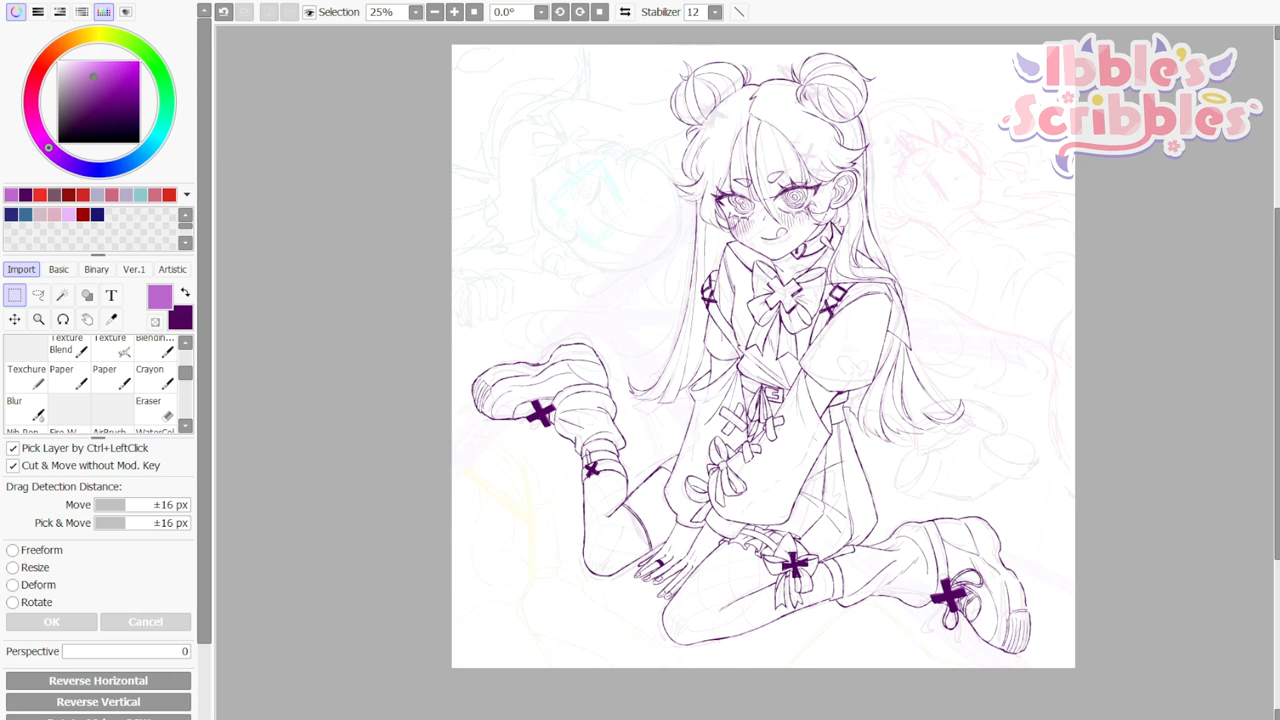 Selection 25% 0.0° Stabilizer 12
Ibble's
Scribbles
Import Basic Binary Ver.1 Artistic
T
Texture Texture Blendin...
Blend
Texchure Paper Paper Crayon
Blur Eraser
Pick Layer by Ctrl+LeftClick
Cut & Move without Mod. Key
Drag Detection Distance:
Move ±16 px
Pick & Move ±16 px
Freeform
Resize
Deform
Rotate
OK Cancel
Perspective 0
Reverse Horizontal
Reverse Vertical